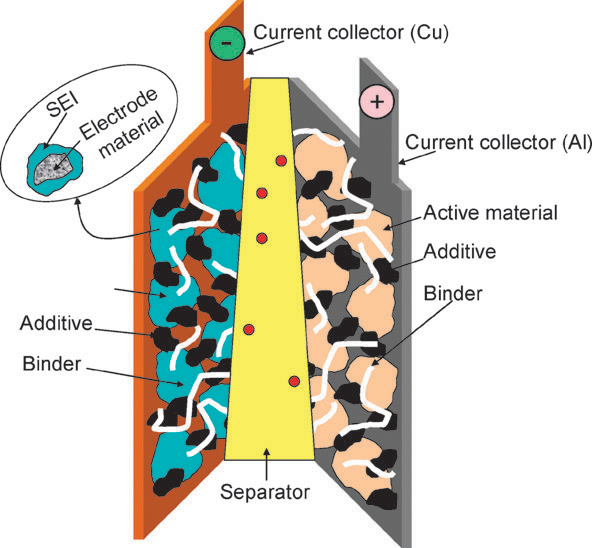 Current collector (Cu)
-
SEI
Electrode
material
+
Current collector (Al)
Active material
Additive
Binder
Additive
Binder
Separator